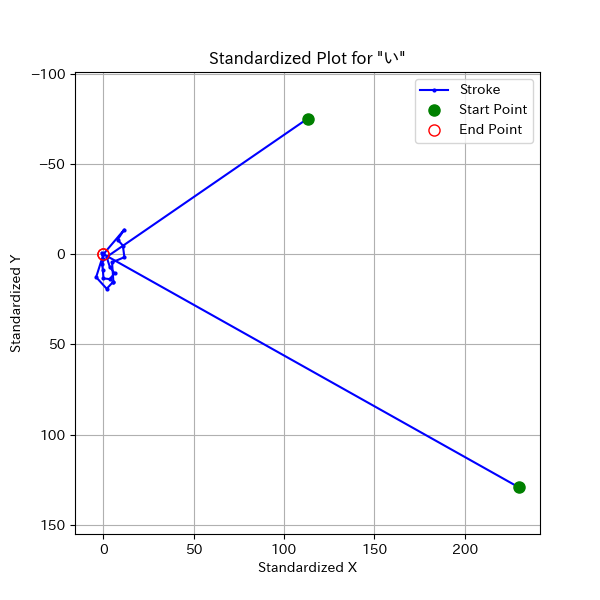 Standardized Plot for "い"
Stroke
Start Point
End Point
−100
−50
0
50
100
150
Standardized Y
0
50
100
150
200
Standardized X